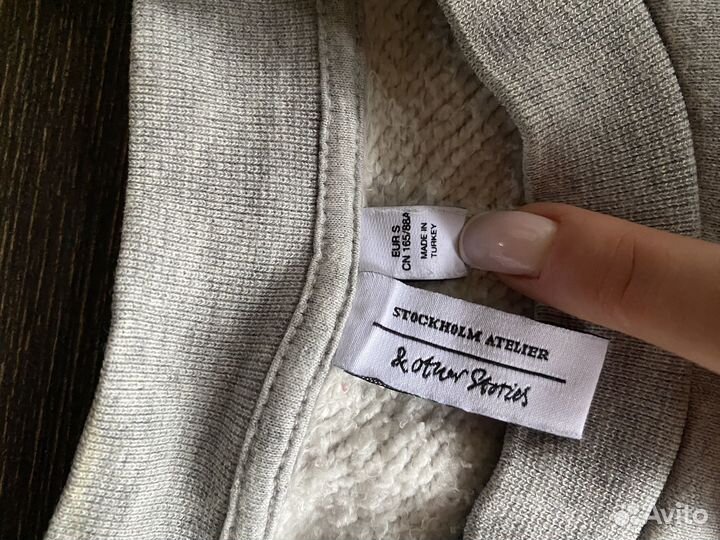 EUR S
CN 165/88A
MADE IN
TURKEY
STOCKHOLM ATELIER
& other Stories
Avito